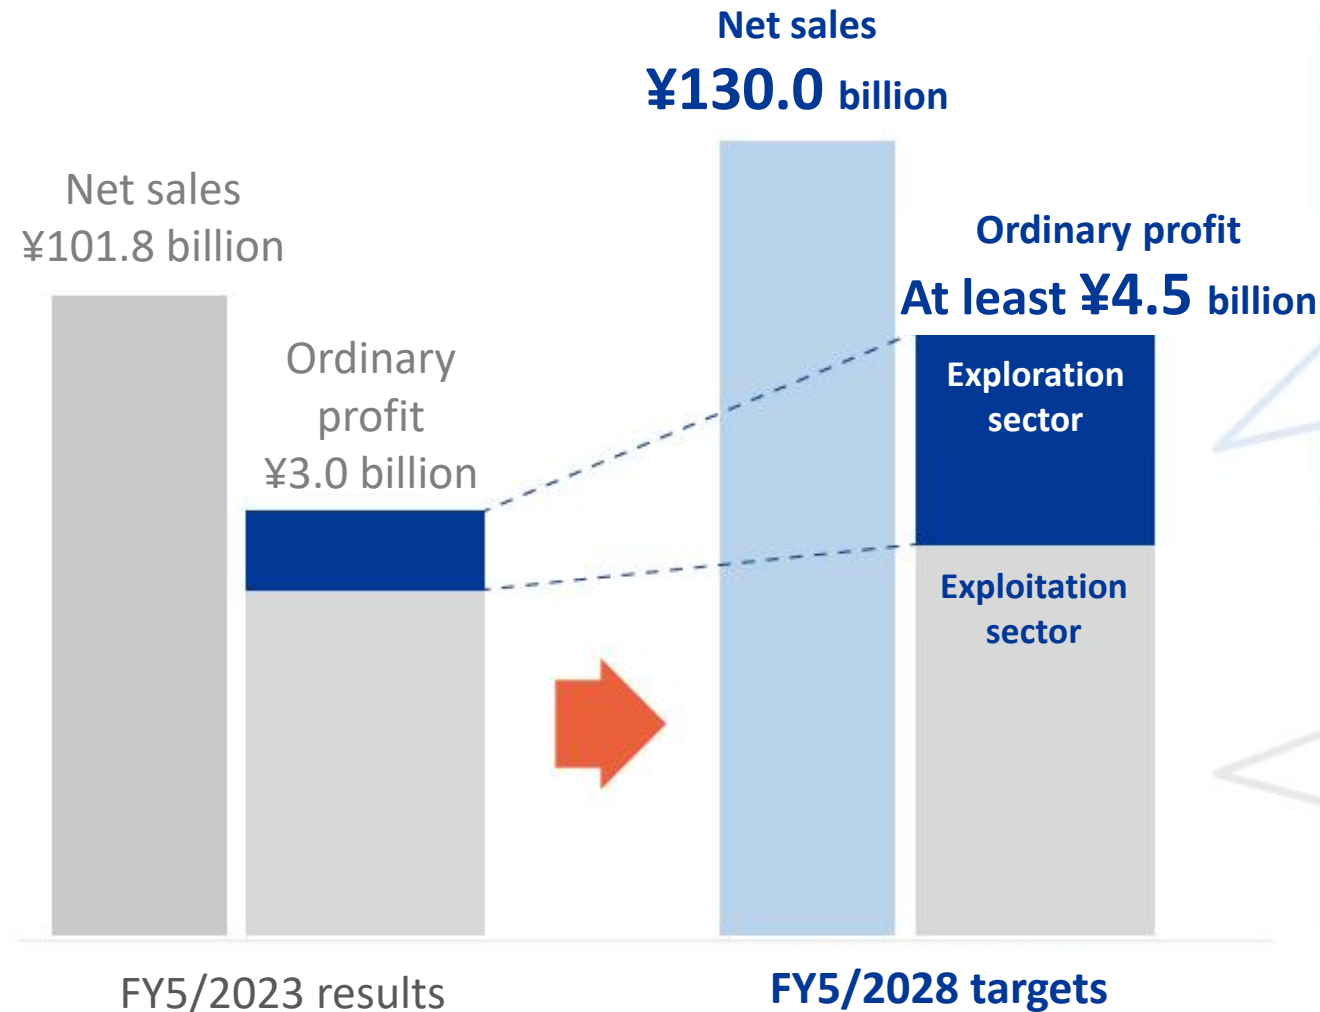 Net sales
¥130.0 billion
Net sales
¥101.8 billion
Ordinary profit
At least ¥4.5 billion
Ordinary
profit
¥3.0 billion
Exploration
sector
Exploitation
sector
FY5/2023 results
FY5/2028 targets